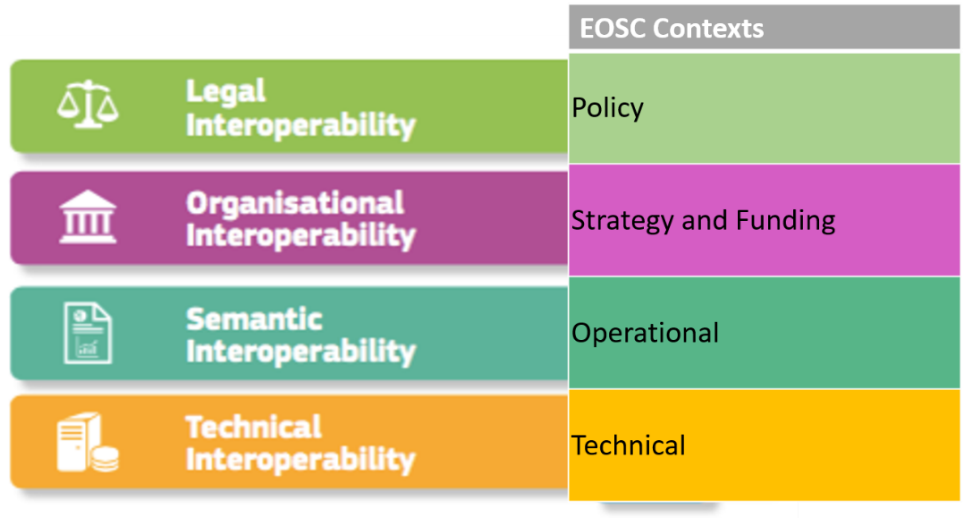 EOSC Contexts
Legal
Interoperability
Policy
Organisational
Interoperability
Strategy and Funding
Semantic
Interoperability
Operational
Technical
Interoperability
Technical